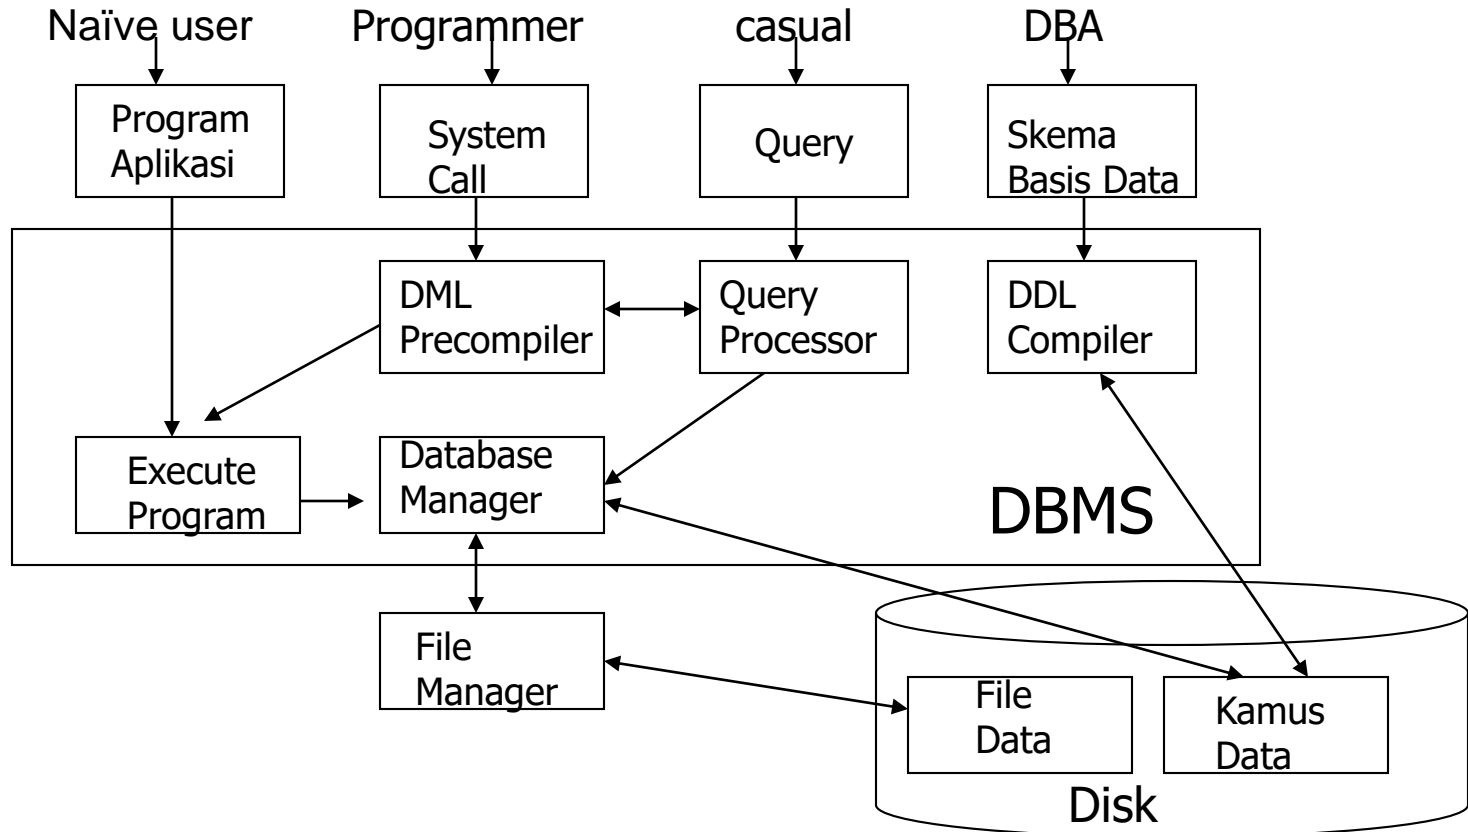 Naïve user
Programmer
casual
DBA
Program
Aplikasi
System
Call
Query
Skema
Basis Data
DML
Precompiler
Query
Processor
DDL
Compiler
Execute
Program
Database
Manager
DBMS
File
Manager
File
Data
Kamus
Data
Disk